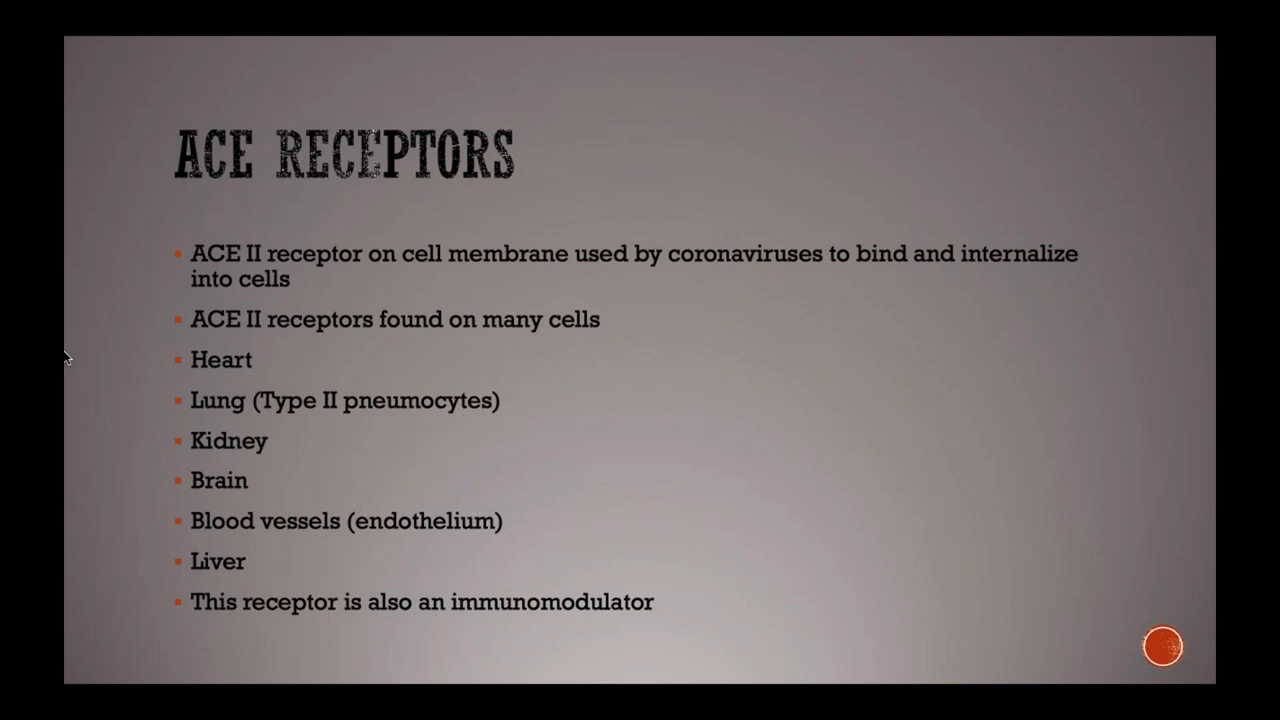 ACE RECEPTORS
▪ ACE II receptor on cell membrane used by coronaviruses to bind and internalize
into cells
▪ ACE II receptors found on many cells
▪ Heart
▪ Lung (Type II pneumocytes)
▪ Kidney
▪ Brain
▪ Blood vessels (endothelium)
▪ Liver
▪ This receptor is also an immunomodulator